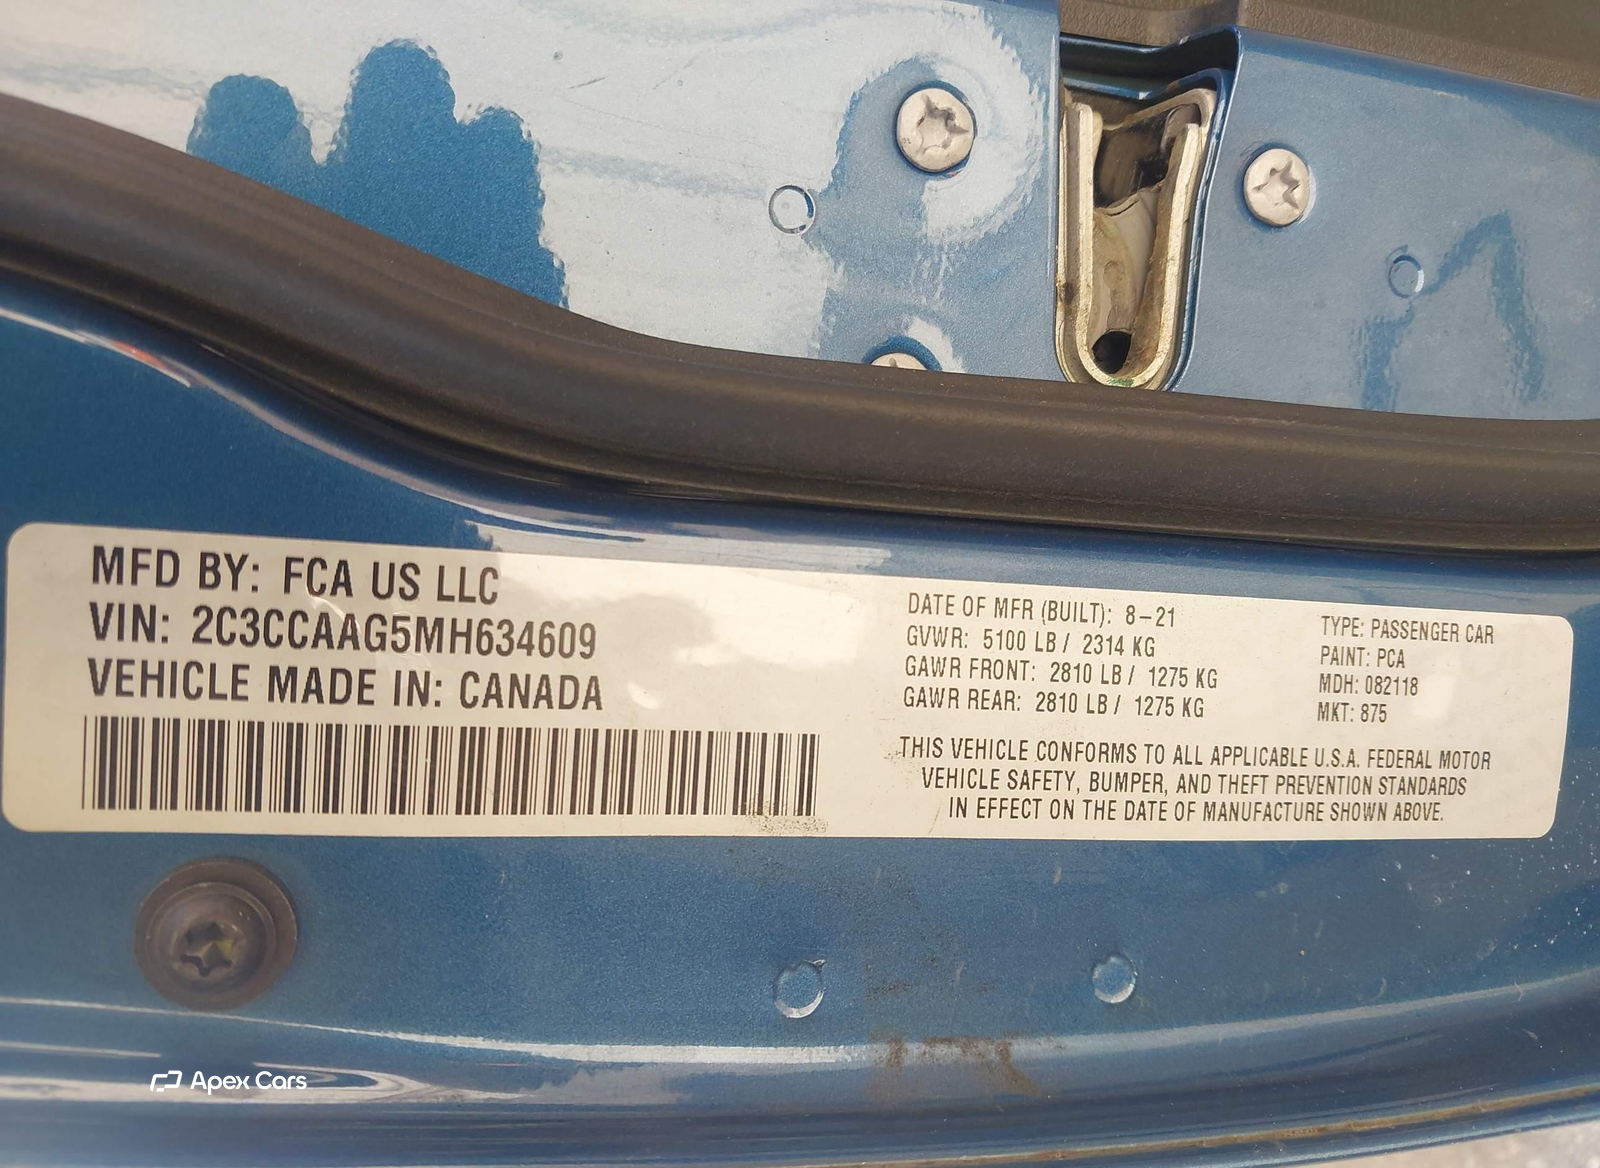 MFD BY: FCA US LLC
VIN: 2C3CCAAG5MH634609
VEHICLE MADE IN: CANADA
DATE OF MFR (BUILT): 8-21
GVWR: 5100 LB / 2314 KG
GAWR FRONT: 2810 LB / 1275 KG
GAWR REAR: 2810 LB / 1275 KG
TYPE: PASSENGER CAR
PAINT: PCA
MDH: 082118
MKT: 875
THIS VEHICLE CONFORMS TO ALL APPLICABLE U.S.A. FEDERAL MOTOR
VEHICLE SAFETY, BUMPER, AND THEFT PREVENTION STANDARDS
IN EFFECT ON THE DATE OF MANUFACTURE SHOWN ABOVE.
Apex Cars